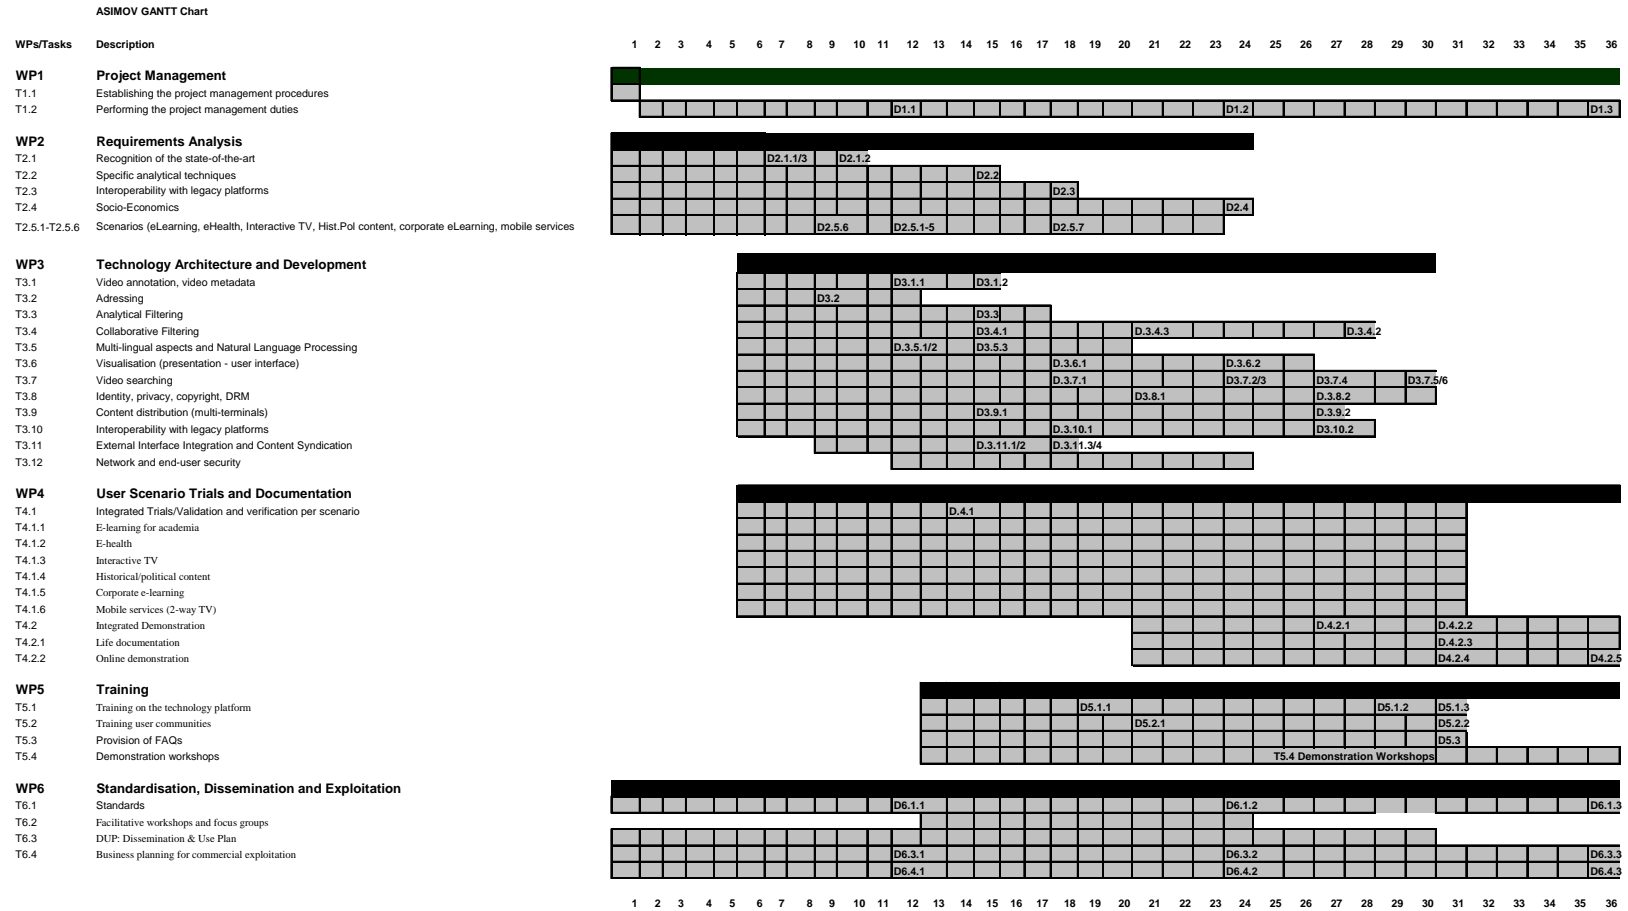 ASIMOV GANTT Chart
WPs/Tasks Description 1 2 3 4 5 6 7 8 9 10 11 12 13 14 15 16 17 18 19 20 21 22 23 24 25 26 27 28 29 30 31 32 33 34 35 36
WP1 Project Management
T1.1 Establishing the project management procedures
T1.2 Performing the project management duties D1.1 D1.2 D1.3
WP2 Requirements Analysis
T2.1 Recognition of the state-of-the-art D2.1.1/3 D2.1.2
T2.2 Specific analytical techniques D2.2
T2.3 Interoperability with legacy platforms D2.3
T2.4 Socio-Economics D2.4
T2.5.1-T2.5.6 Scenarios (eLearning, eHealth, Interactive TV, Hist.Pol content, corporate eLearning, mobile services D2.5.6 D2.5.1-5 D2.5.7
WP3 Technology Architecture and Development
T3.1 Video annotation, video metadata D3.1.1 D3.1.2
T3.2 Adressing D3.2
T3.3 Analytical Filtering D3.3
T3.4 Collaborative Filtering D3.4.1 D.3.4.3 D.3.4.2
T3.5 Multi-lingual aspects and Natural Language Processing D.3.5.1/2 D3.5.3
T3.6 Visualisation (presentation - user interface) D.3.6.1 D.3.6.2
T3.7 Video searching D.3.7.1 D3.7.2/3 D3.7.4 D3.7.5/6
T3.8 Identity, privacy, copyright, DRM D3.8.1 D.3.8.2
T3.9 Content distribution (multi-terminals) D3.9.1 D.3.9.2
T3.10 Interoperability with legacy platforms D.3.10.1 D3.10.2
T3.11 External Interface Integration and Content Syndication D.3.11.1/2 D.3.11.3/4
T3.12 Network and end-user security
WP4 User Scenario Trials and Documentation
T4.1 Integrated Trials/Validation and verification per scenario D.4.1
T4.1.1 E-learning for academia
T4.1.2 E-health
T4.1.3 Interactive TV
T4.1.4 Historical/political content
T4.1.5 Corporate e-learning
T4.1.6 Mobile services (2-way TV)
T4.2 Integrated Demonstration D.4.2.1 D.4.2.2
T4.2.1 Life documentation D.4.2.3
T4.2.2 Online demonstration D4.2.4 D4.2.5
WP5 Training
T5.1 Training on the technology platform D5.1.1 D5.1.2 D5.1.3
T5.2 Training user communities D5.2.1 D5.2.2
T5.3 Provision of FAQs D5.3
T5.4 Demonstration workshops T5.4 Demonstration Workshops
WP6 Standardisation, Dissemination and Exploitation
T6.1 Standards D6.1.1 D6.1.2 D6.1.3
T6.2 Facilitative workshops and focus groups
T6.3 DUP: Dissemination & Use Plan
T6.4 Business planning for commercial exploitation D6.3.1 D6.3.2 D6.3.3
D6.4.1 D6.4.2 D6.4.3
1 2 3 4 5 6 7 8 9 10 11 12 13 14 15 16 17 18 19 20 21 22 23 24 25 26 27 28 29 30 31 32 33 34 35 36